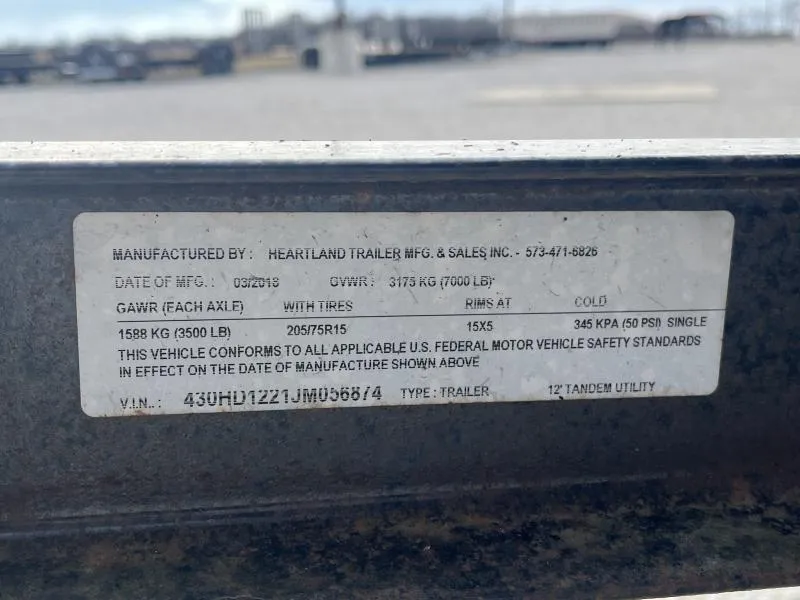 MANUFACTURED BY : HEARTLAND TRAILER MFG. & SALES INC. - 573-471-6826
DATE OF MFG. : 03/2018 GVWR : 3175 KG (7000 LB)
GAWR (EACH AXLE) WITH TIRES RIMS AT COLD
1588 KG (3500 LB) 205/75R15 15X5 345 KPA (50 PSI) SINGLE
THIS VEHICLE CONFORMS TO ALL APPLICABLE U.S. FEDERAL MOTOR VEHICLE SAFETY STANDARDS
IN EFFECT ON THE DATE OF MANUFACTURE SHOWN ABOVE
V.I.N.. : 430HD1221JM056874 TYPE : TRAILER 12' TANDEM UTILITY